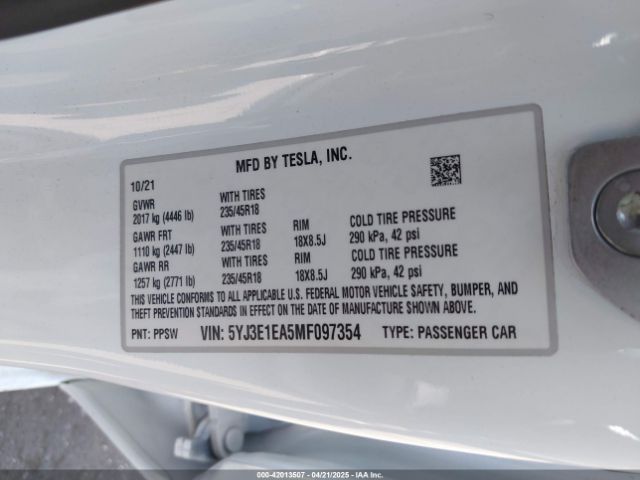 MFD BY TESLA, INC.
10/21
GVWR WITH TIRES
2017 kg (4446 lb) 235/45R18
GAWR FRT WITH TIRES RIM COLD TIRE PRESSURE
1110 kg (2447 lb) 235/45R18 18X8.5J 290 kPa, 42 psi
GAWR RR WITH TIRES RIM COLD TIRE PRESSURE
1257 kg (2771 lb) 235/45R18 18X8.5J 290 kPa, 42 psi
THIS VEHICLE CONFORMS TO ALL APPLICABLE U.S. FEDERAL MOTOR VEHICLE SAFETY, BUMPER, AND
THEFT PREVENTION STANDARDS IN EFFECT ON THE DATE OF MANUFACTURE SHOWN ABOVE.
PNT: PPSW VIN: 5YJ3E1EA5MF097354 TYPE: PASSENGER CAR
000-42013507 - 04/21/2025 - IAAI, Inc.